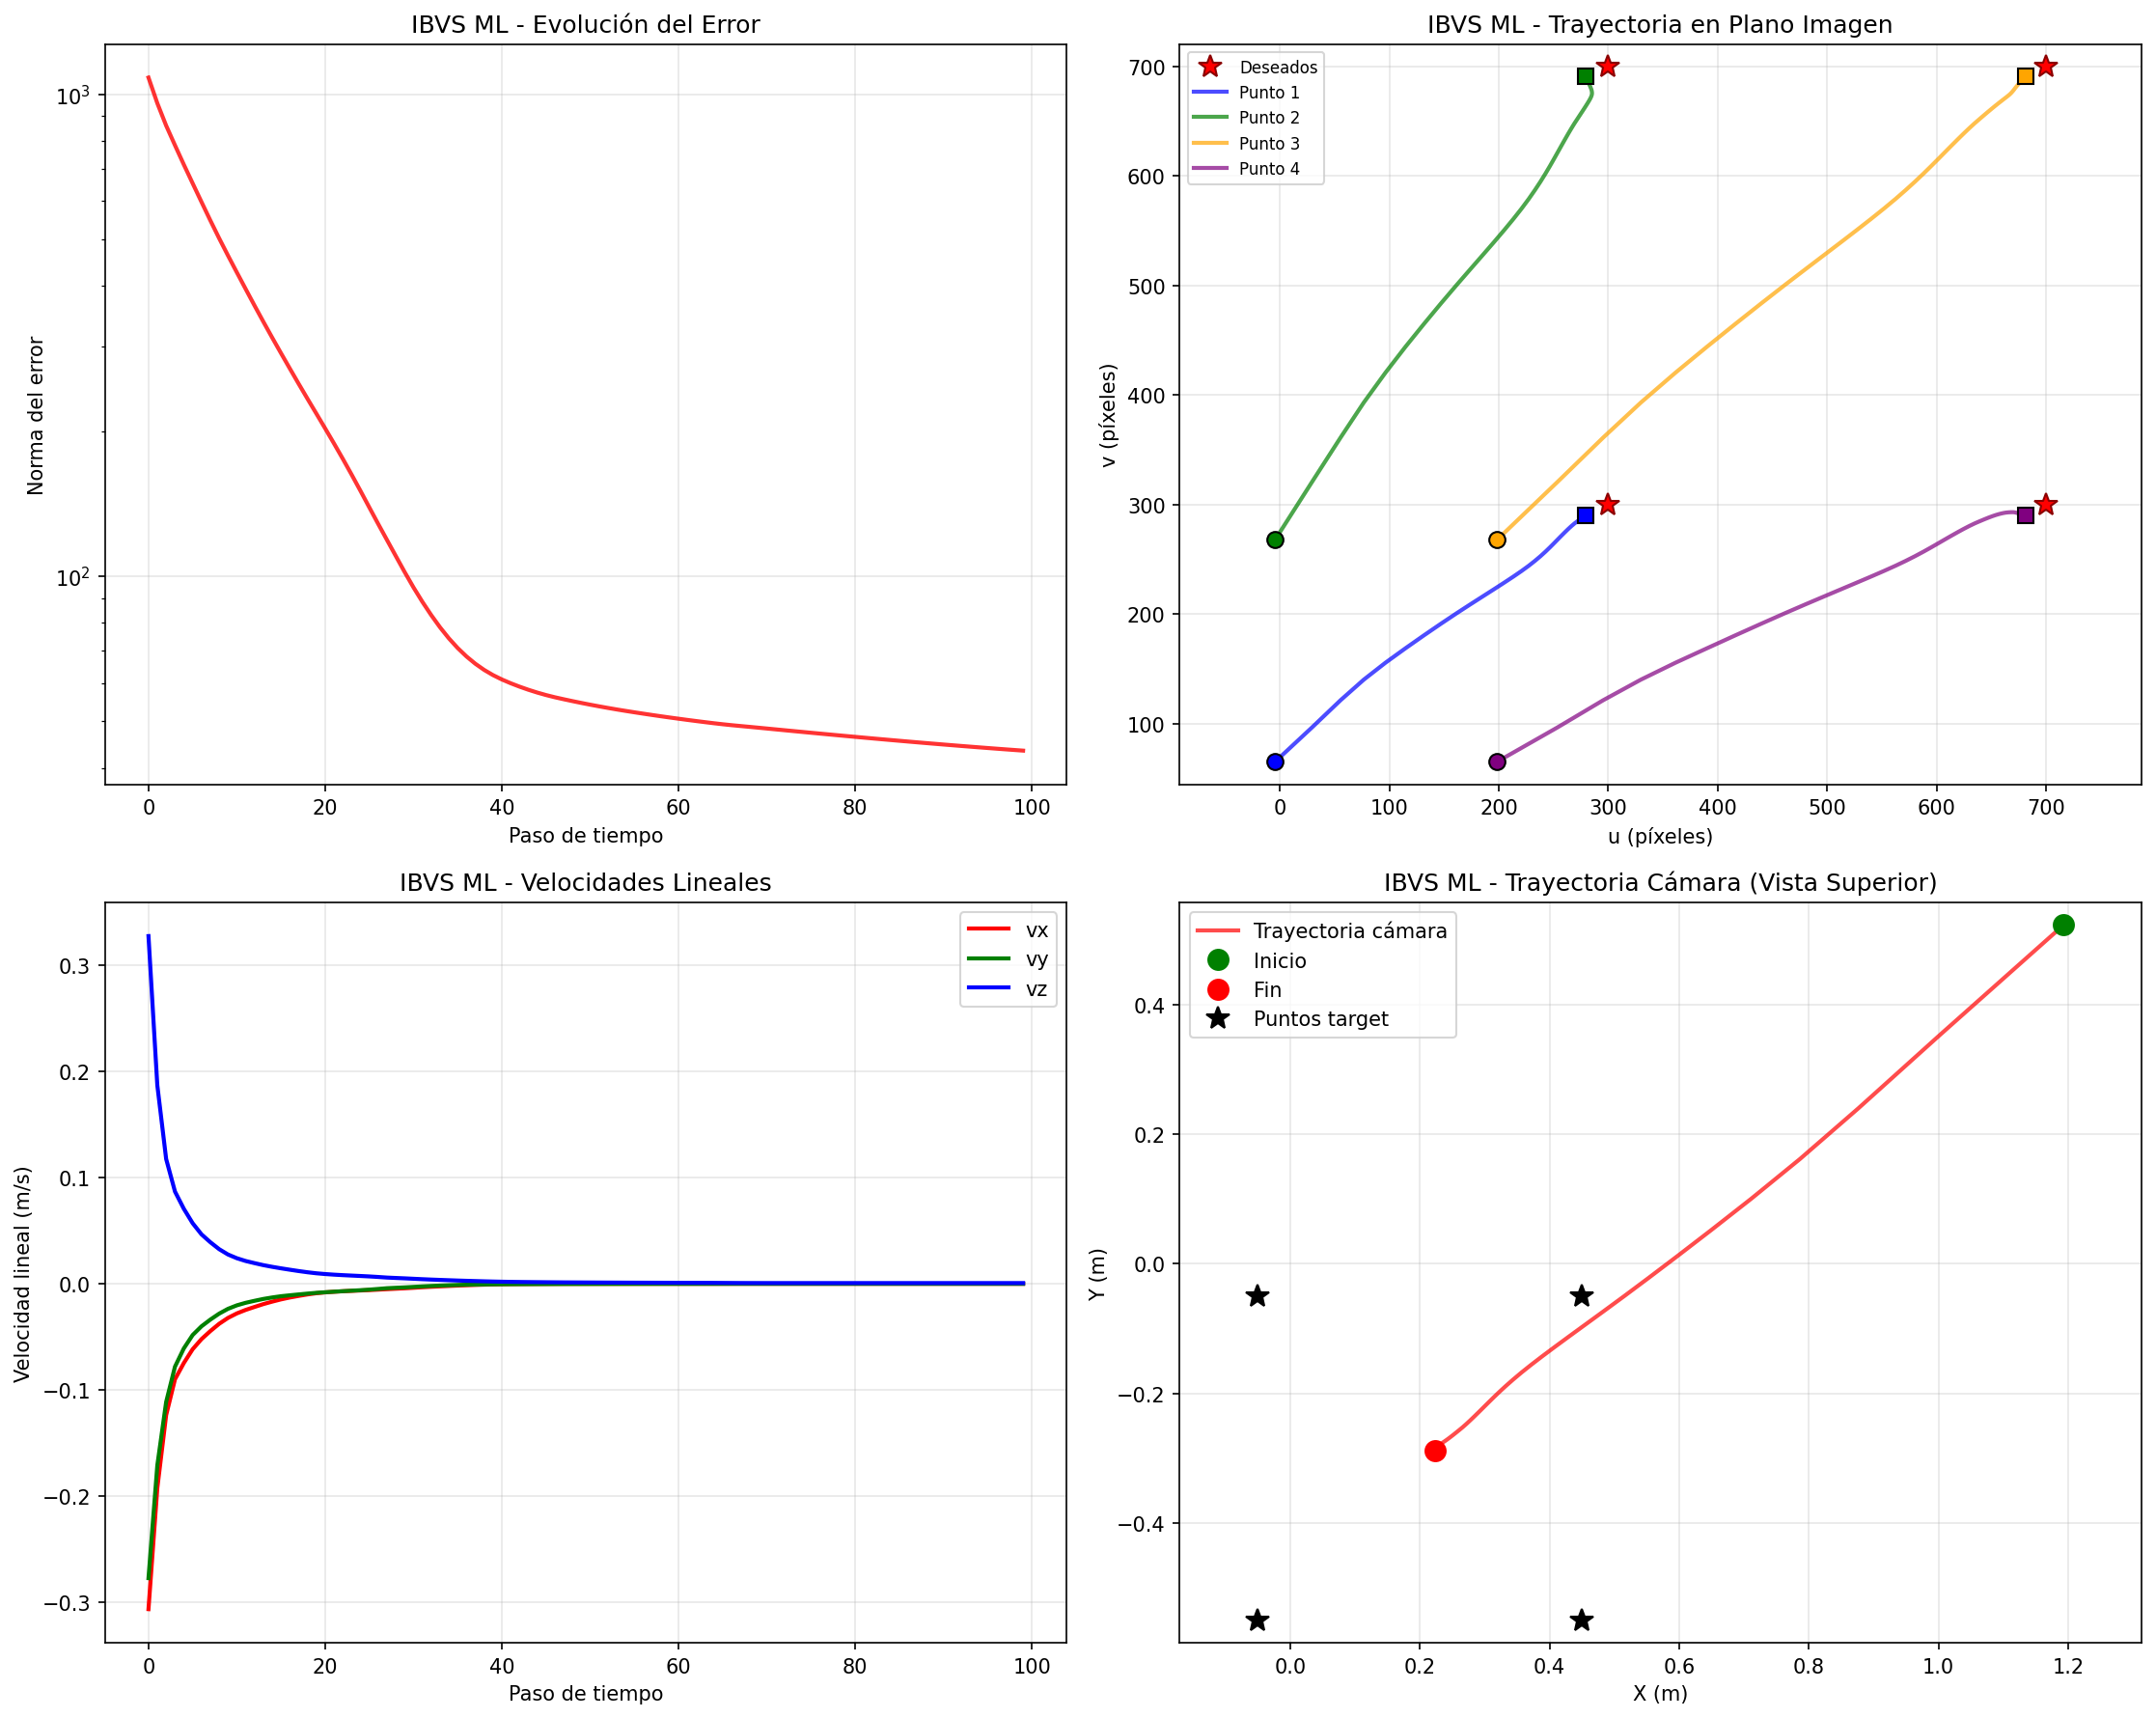 IBVS ML - Evolución del Error
10³
10²
Norma del error
0 20 40 60 80 100
Paso de tiempo
IBVS ML - Trayectoria en Plano Imagen
Deseados
Punto 1
Punto 2
Punto 3
Punto 4
700
600
500
400
300
200
100
v (píxeles)
0 100 200 300 400 500 600 700
u (píxeles)
IBVS ML - Velocidades Lineales
vx
vy
vz
0.3
0.2
0.1
0.0
−0.1
−0.2
−0.3
Velocidad lineal (m/s)
0 20 40 60 80 100
Paso de tiempo
IBVS ML - Trayectoria Cámara (Vista Superior)
Trayectoria cámara
Inicio
Fin
Puntos target
0.4
0.2
0.0
−0.2
−0.4
Y (m)
0.0 0.2 0.4 0.6 0.8 1.0 1.2
X (m)